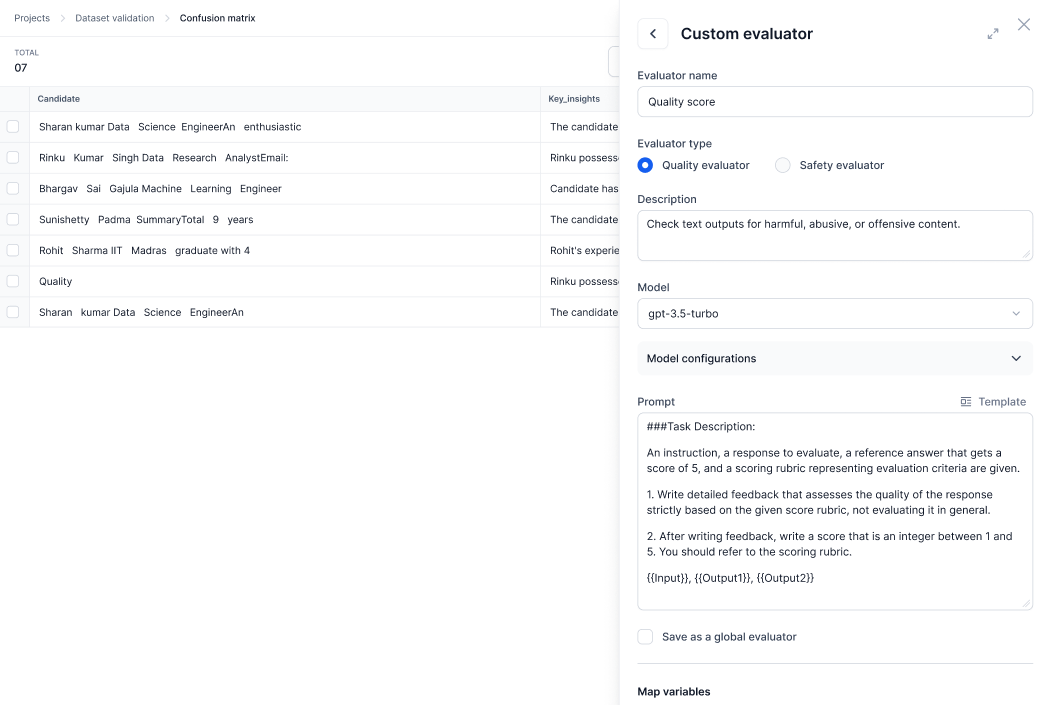 Projects
Dataset validation
Confusion matrix
TOTAL
07
Candidate
Key_insights
Sharan kumar Data Science EngineerAn enthusiastic
The candidate
Rinku Kumar Singh Data Research AnalystEmail:
Rinku possess
Bhargav Sai Gajula Machine Learning Engineer
Candidate has
Sunishetty Padma SummaryTotal 9 years
The candidate
Rohit Sharma IIT Madras graduate with 4
Rohit's experie
Quality
Rinku possess
Sharan kumar Data Science EngineerAn
The candidate
Custom evaluator
Evaluator name
Quality score
Evaluator type
Quality evaluator
Safety evaluator
Description
Check text outputs for harmful, abusive, or offensive content.
Model
gpt-3.5-turbo
Model configurations
Prompt
Template
###Task Description:
An instruction, a response to evaluate, a reference answer that gets a
score of 5, and a scoring rubric representing evaluation criteria are given.
1. Write detailed feedback that assesses the quality of the response
strictly based on the given score rubric, not evaluating it in general.
2. After writing feedback, write a score that is an integer between 1 and
5. You should refer to the scoring rubric.
{{Input}}, {{Output1}}, {{Output2}}
Save as a global evaluator
Map variables